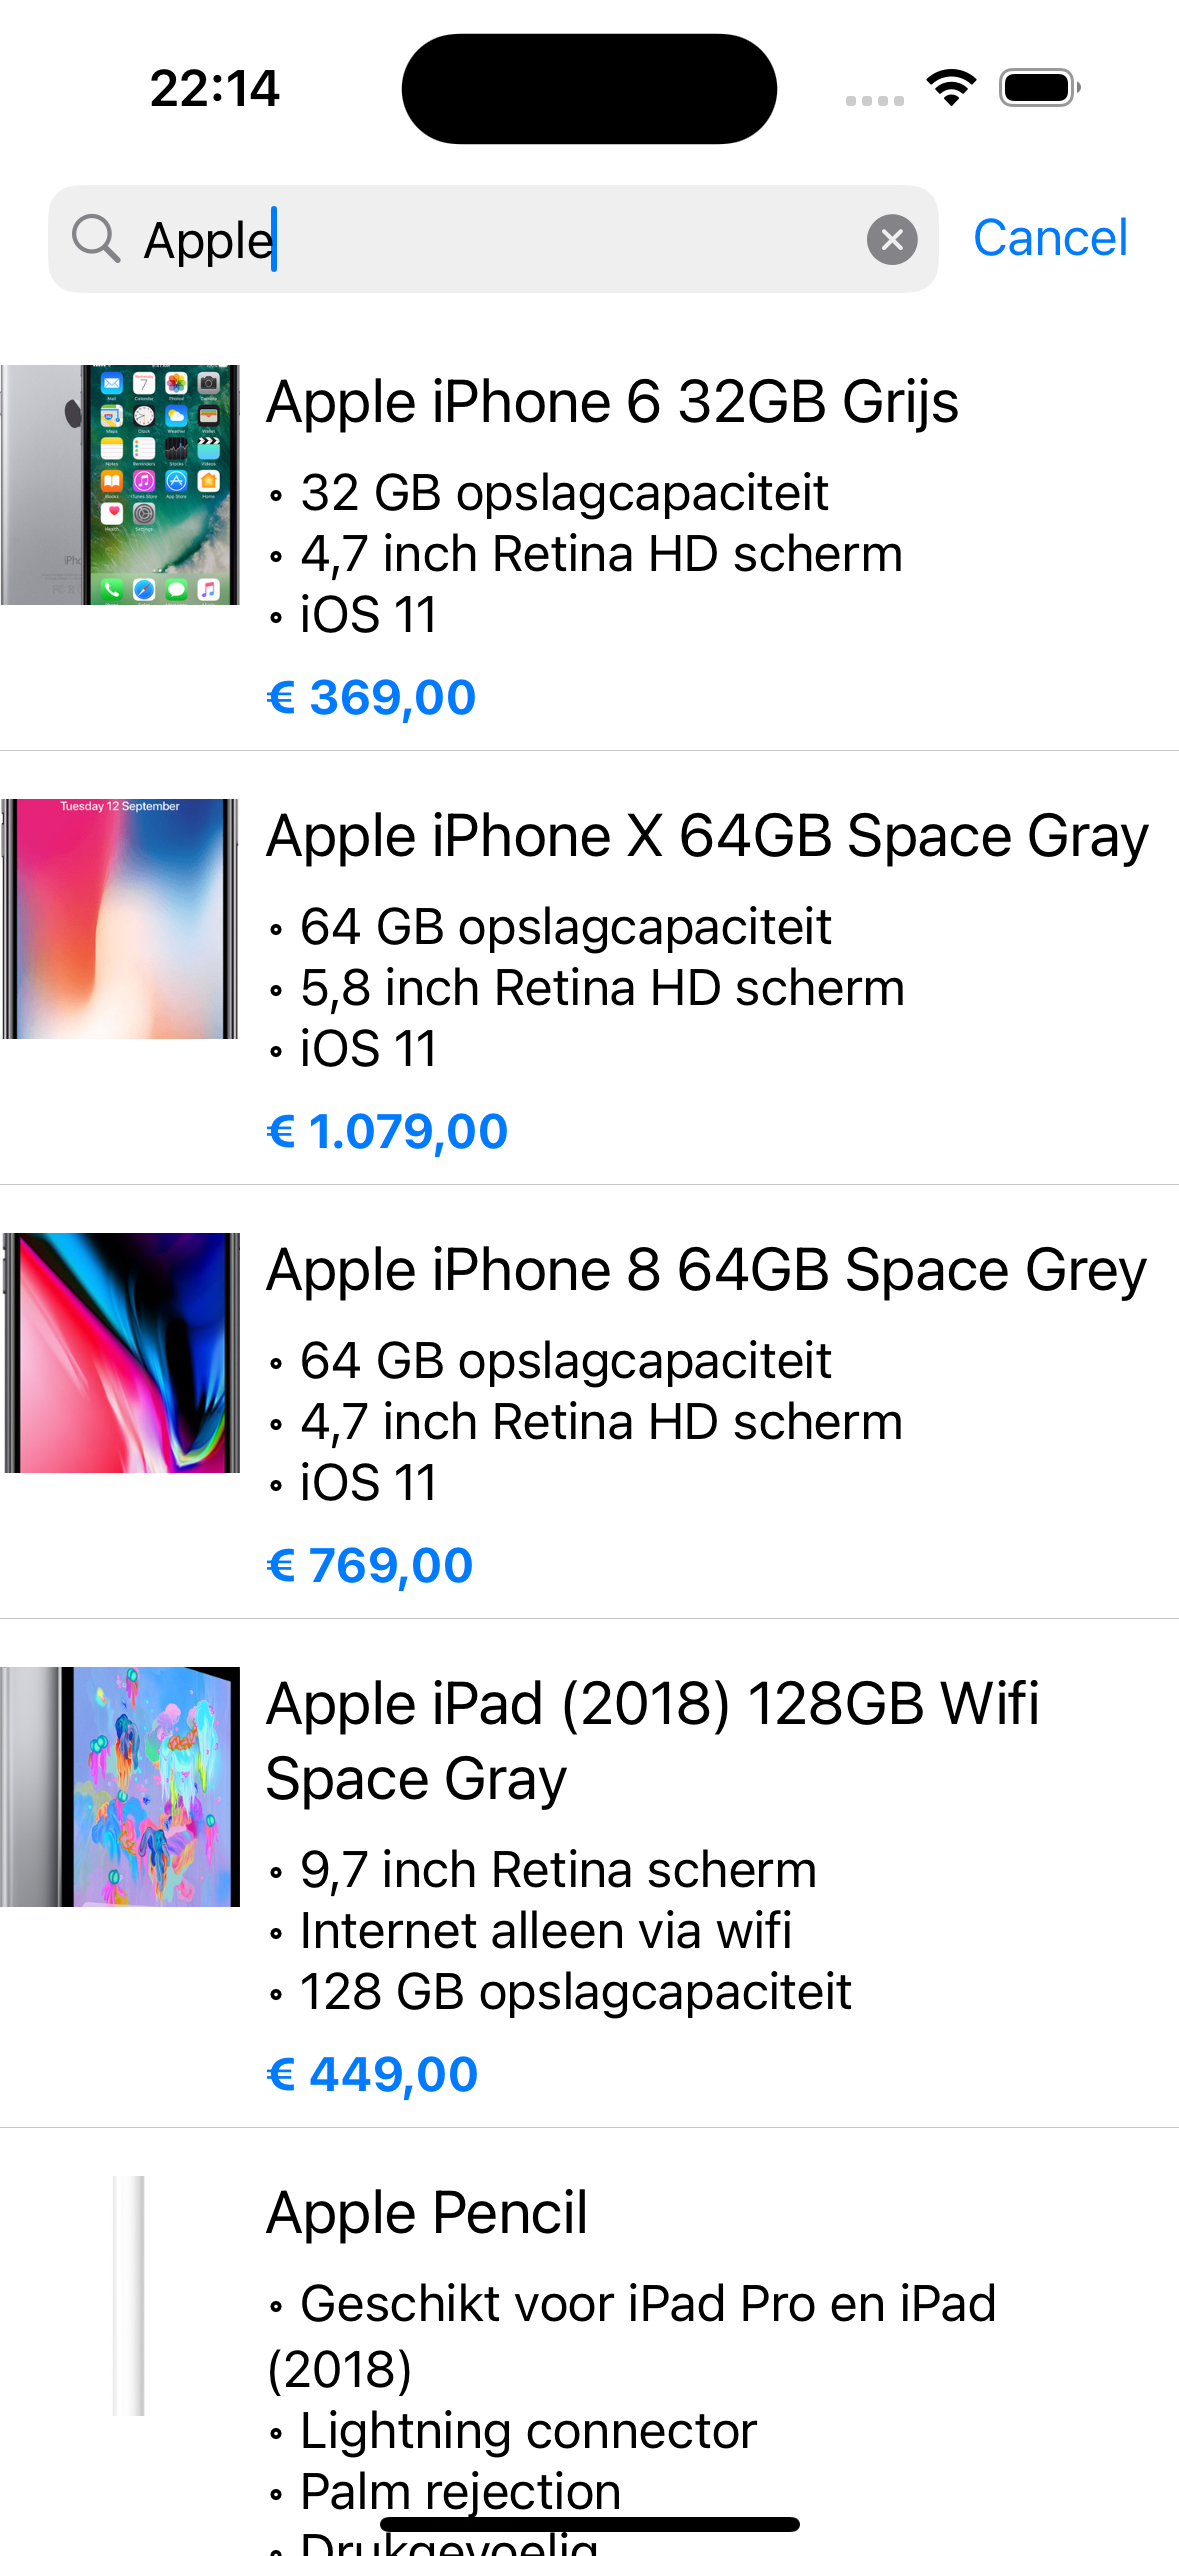 22:14
Apple
Cancel
Apple iPhone 6 32GB Grijs
• 32 GB opslagcapaciteit
• 4,7 inch Retina HD scherm
• iOS 11
€ 369,00
Tuesday 12 September
Apple iPhone X 64GB Space Gray
• 64 GB opslagcapaciteit
• 5,8 inch Retina HD scherm
• iOS 11
€ 1.079,00
Apple iPhone 8 64GB Space Grey
• 64 GB opslagcapaciteit
• 4,7 inch Retina HD scherm
• iOS 11
€ 769,00
Apple iPad (2018) 128GB Wifi
Space Gray
• 9,7 inch Retina scherm
• Internet alleen via wifi
• 128 GB opslagcapaciteit
€ 449,00
Apple Pencil
• Geschikt voor iPad Pro en iPad
(2018)
• Lightning connector
• Palm rejection
• Drukgevoelig